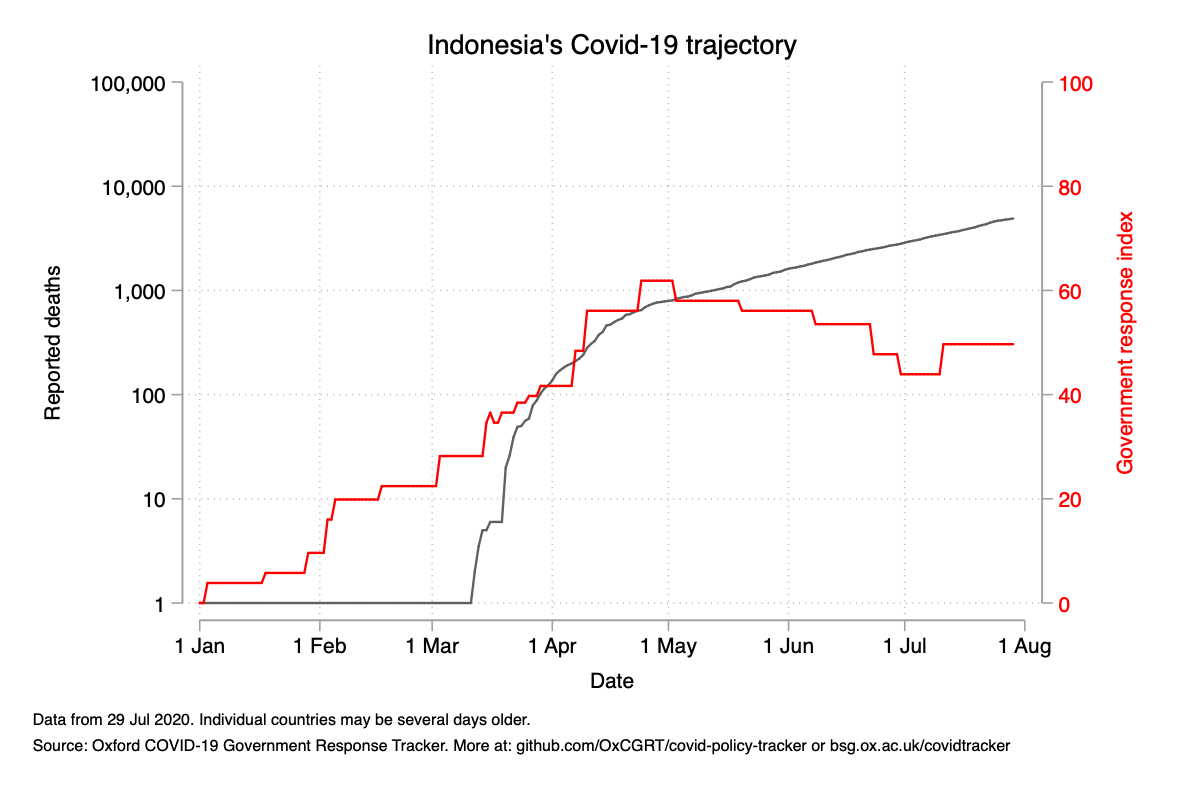 Indonesia's Covid-19 trajectory
100,000
10,000
1,000
100
10
1
Reported deaths
100
80
60
40
20
0
Government response index
1 Jan
1 Feb
1 Mar
1 Apr
1 May
1 Jun
1 Jul
1 Aug
Date
Data from 29 Jul 2020. Individual countries may be several days older.
Source: Oxford COVID-19 Government Response Tracker. More at: github.com/OxCGRT/covid-policy-tracker or bsg.ox.ac.uk/covidtracker